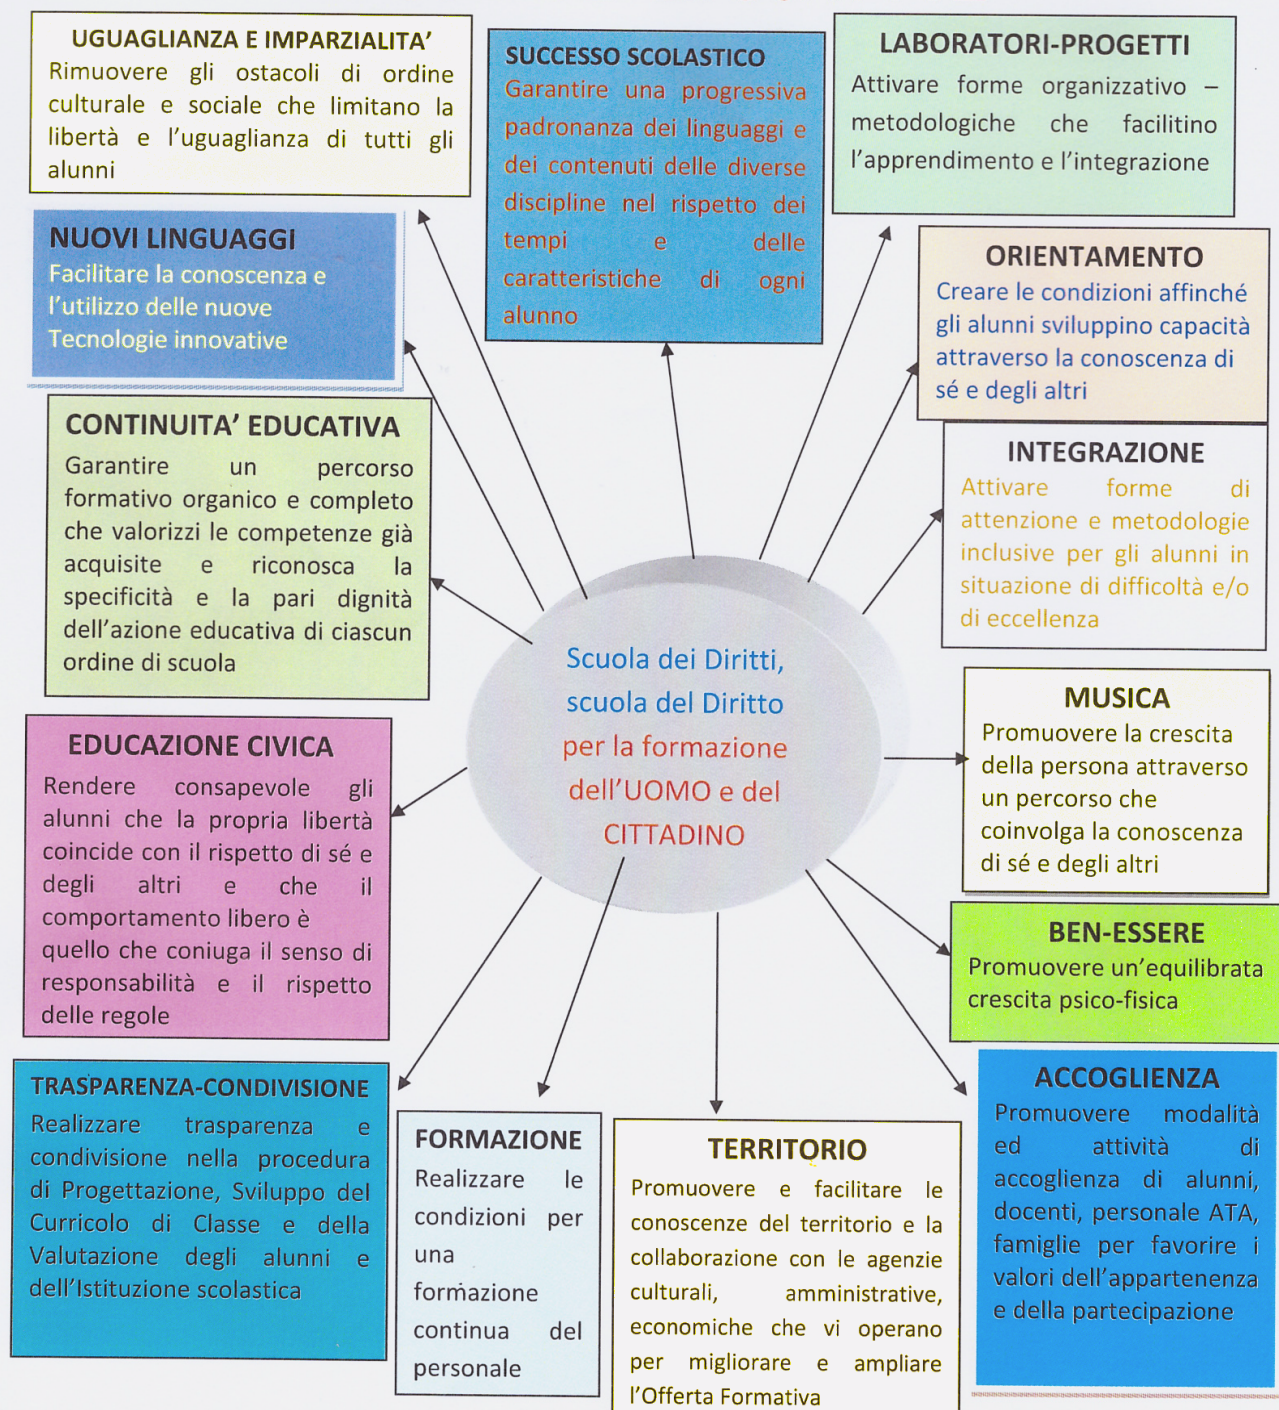 UGUAGLIANZA E IMPARZIALITA’
Rimuovere gli ostacoli di ordine
culturale e sociale che limitano la
libertà e l’uguaglianza di tutti gli
alunni
SUCCESSO SCOLASTICO
Garantire una progressiva
padronanza dei linguaggi e
dei contenuti delle diverse
discipline nel rispetto dei
tempi e delle
caratteristiche di ogni
alunno
LABORATORI-PROGETTI
Attivare forme organizzativo –
metodologiche che facilitino
l’apprendimento e l’integrazione
NUOVI LINGUAGGI
Facilitare la conoscenza e
l’utilizzo delle nuove
Tecnologie innovative
ORIENTAMENTO
Creare le condizioni affinché
gli alunni sviluppino capacità
attraverso la conoscenza di
sé e degli altri
CONTINUITA’ EDUCATIVA
Garantire un percorso
formativo organico e completo
che valorizzi le competenze già
acquisite e riconosca la
specificità e la pari dignità
dell’azione educativa di ciascun
ordine di scuola
INTEGRAZIONE
Attivare forme di
attenzione e metodologie
inclusive per gli alunni in
situazione di difficoltà e/o
di eccellenza
Scuola dei Diritti,
scuola del Diritto
per la formazione
dell’UOMO e del
CITTADINO
MUSICA
Promuovere la crescita
della persona attraverso
un percorso che
coinvolga la conoscenza
di sé e degli altri
EDUCAZIONE CIVICA
Rendere consapevole gli
alunni che la propria libertà
coincide con il rispetto di sé e
degli altri e che il
comportamento libero è
quello che coniuga il senso di
responsabilità e il rispetto
delle regole
BEN-ESSERE
Promuovere un’equilibrata
crescita psico-fisica
TRASPARENZA-CONDIVISIONE
Realizzare trasparenza e
condivisione nella procedura
di Progettazione, Sviluppo del
Curricolo di Classe e della
Valutazione degli alunni e
dell’Istituzione scolastica
FORMAZIONE
Realizzare le
condizioni per
una
formazione
continua del
personale
TERRITORIO
Promuovere e facilitare le
conoscenze del territorio e la
collaborazione con le agenzie
culturali, amministrative,
economiche che vi operano
per migliorare e ampliare
l’Offerta Formativa
ACCOGLIENZA
Promuovere modalità
ed attività di
accoglienza di alunni,
docenti, personale ATA,
famiglie per favorire i
valori dell’appartenenza
e della partecipazione